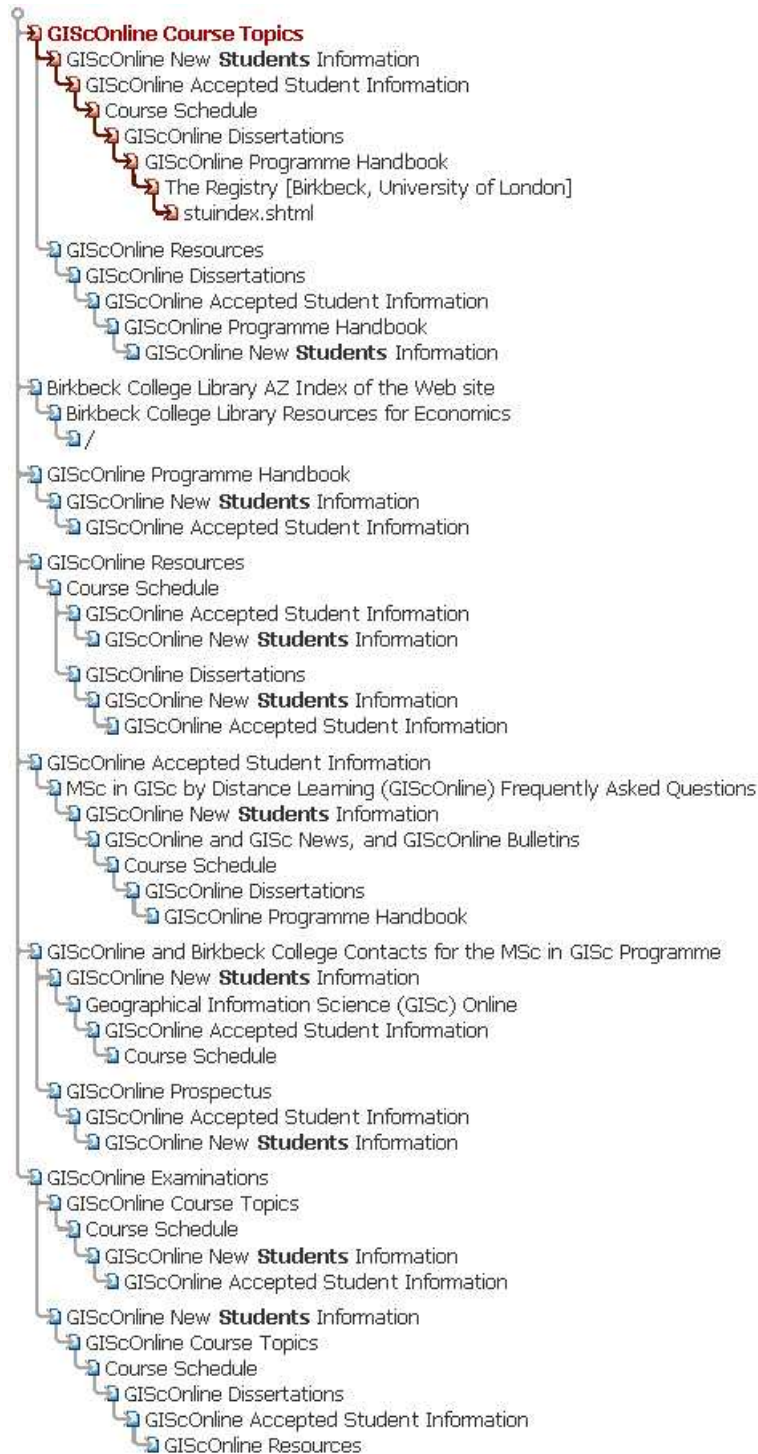 GIScOnline Course Topics
GIScOnline New Students Information
GIScOnline Accepted Student Information
Course Schedule
GIScOnline Dissertations
GIScOnline Programme Handbook
The Registry [Birkbeck, University of London]
stuindex.shtml
GIScOnline Resources
GIScOnline Dissertations
GIScOnline Accepted Student Information
GIScOnline Programme Handbook
GIScOnline New Students Information
Birkbeck College Library AZ Index of the Web site
Birkbeck College Library Resources for Economics
/
GIScOnline Programme Handbook
GIScOnline New Students Information
GIScOnline Accepted Student Information
GIScOnline Resources
Course Schedule
GIScOnline Accepted Student Information
GIScOnline New Students Information
GIScOnline Dissertations
GIScOnline New Students Information
GIScOnline Accepted Student Information
GIScOnline Accepted Student Information
MSc in GISc by Distance Learning (GIScOnline) Frequently Asked Questions
GIScOnline New Students Information
GIScOnline and GISc News, and GIScOnline Bulletins
Course Schedule
GIScOnline Dissertations
GIScOnline Programme Handbook
GIScOnline and Birkbeck College Contacts for the MSc in GISc Programme
GIScOnline New Students Information
Geographical Information Science (GISc) Online
GIScOnline Accepted Student Information
Course Schedule
GIScOnline Prospectus
GIScOnline Accepted Student Information
GIScOnline New Students Information
GIScOnline Examinations
GIScOnline Course Topics
Course Schedule
GIScOnline New Students Information
GIScOnline Accepted Student Information
GIScOnline New Students Information
GIScOnline Course Topics
Course Schedule
GIScOnline Dissertations
GIScOnline Accepted Student Information
GIScOnline Resources